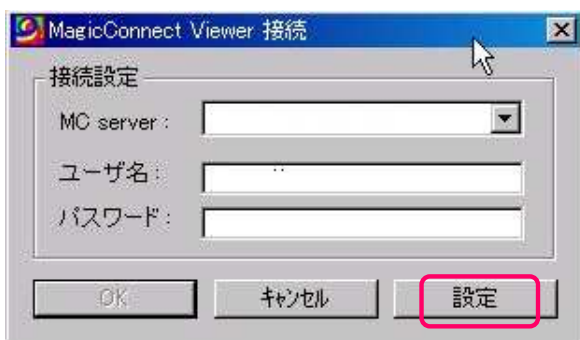 MagicConnect Viewer 接続
接続設定
MC server :
ユーザ名 :
パスワード :
OK キャンセル 設定